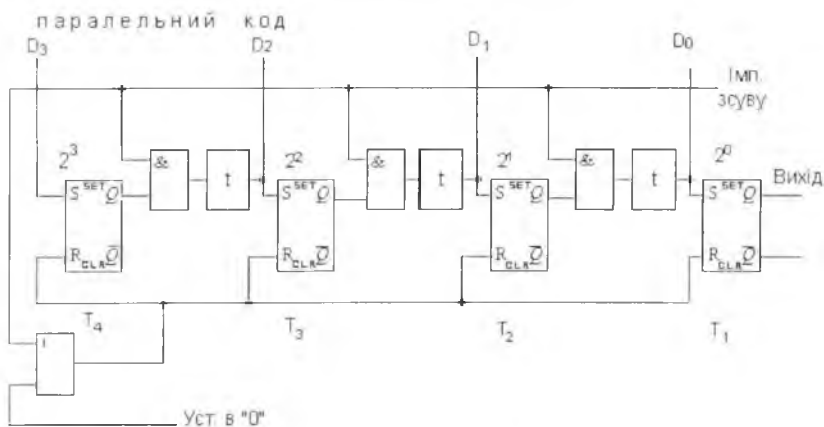 паралельний код
D3 D2 D1 D0
Імп.
зсуву
2³ & t 2² & t 2¹ & t 2⁰
S SET Q S SET Q S SET Q S SET Q Вихід
R CLR Q̅ R CLR Q̅ R CLR Q̅ R CLR Q̅
T4 T3 T2 T1
1
Уст. в "0"